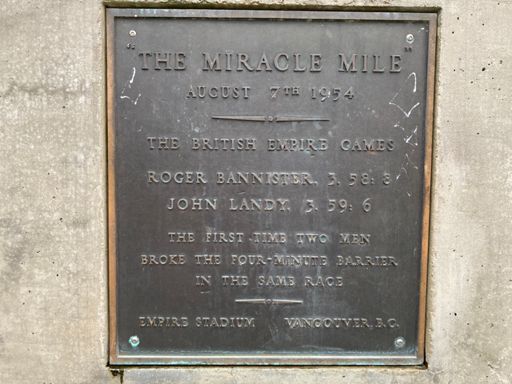 "THE MIRACLE MILE"
AUGUST 7TH 1954
THE BRITISH EMPIRE GAMES
ROGER BANNISTER, 3. 58: 8
JOHN LANDY, 3. 59: 6
THE FIRST TIME TWO MEN
BROKE THE FOUR-MINUTE BARRIER
IN THE SAME RACE
EMPIRE STADIUM VANCOUVER, B.C.